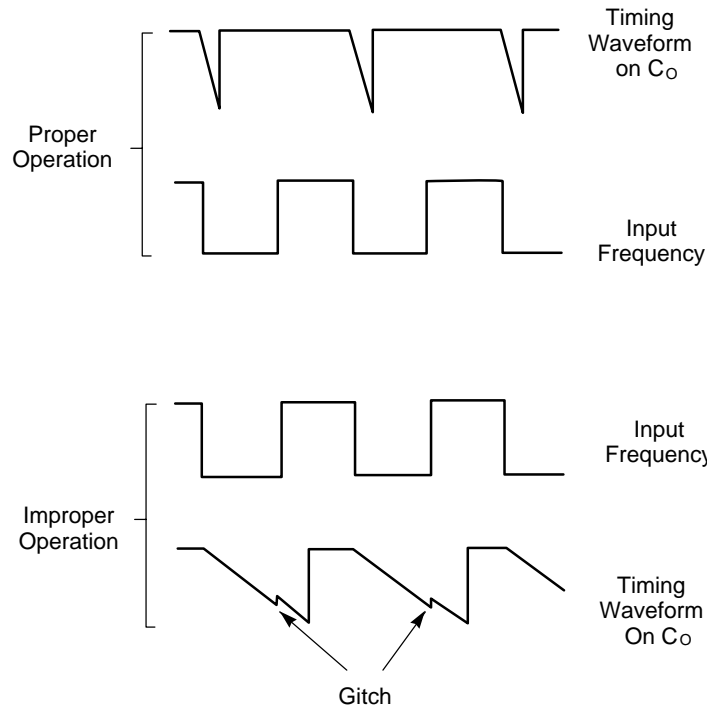 Timing
Waveform
on CO
Proper
Operation
Input
Frequency
Input
Frequency
Improper
Operation
Timing
Waveform
On CO
Gitch